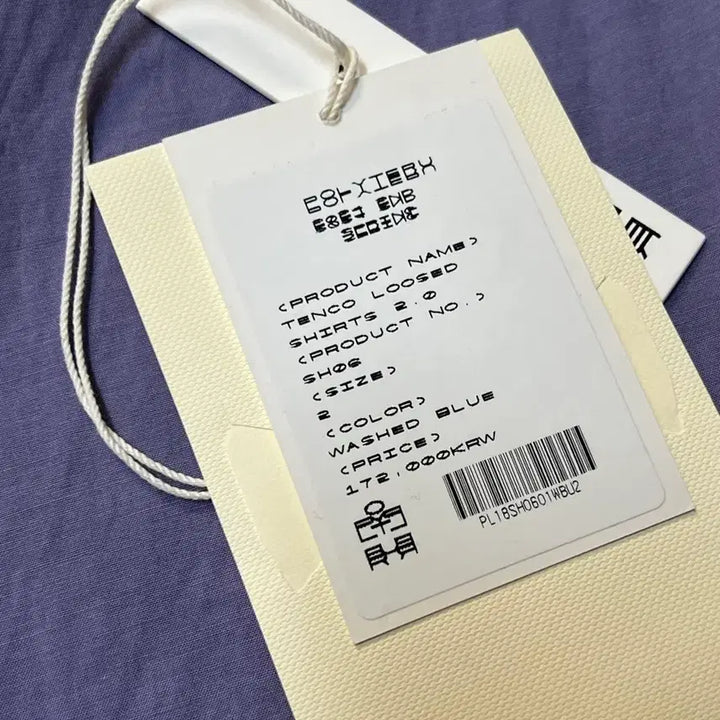 <PRODUCT NAME>
TENCO LOOSED
SHIRTS 2.0
<PRODUCT NO.>
SH06
<SIZE>
2
<COLOR>
WASHED BLUE
<PRICE>
172,000KRW
PL18SH0601WBU2